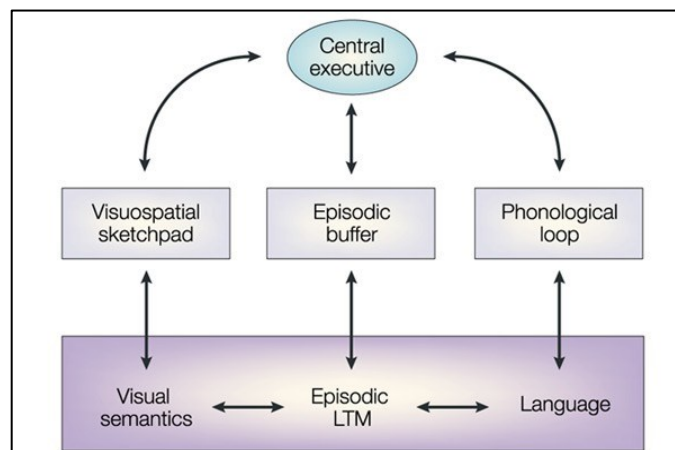 Central
executive
Visuospatial
sketchpad
Episodic
buffer
Phonological
loop
Visual
semantics
Episodic
LTM
Language